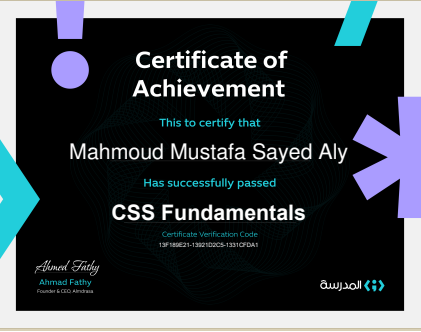 Certificate of
Achievement
This to certify that
Mahmoud Mustafa Sayed Aly
Has successfully passed
CSS Fundamentals
Certificate Verification Code
13F189E21-13921D2C5-1331CFDA1
Ahmed Fathy
Ahmad Fathy
Founder & CEO, Almdrasa
المدرسة